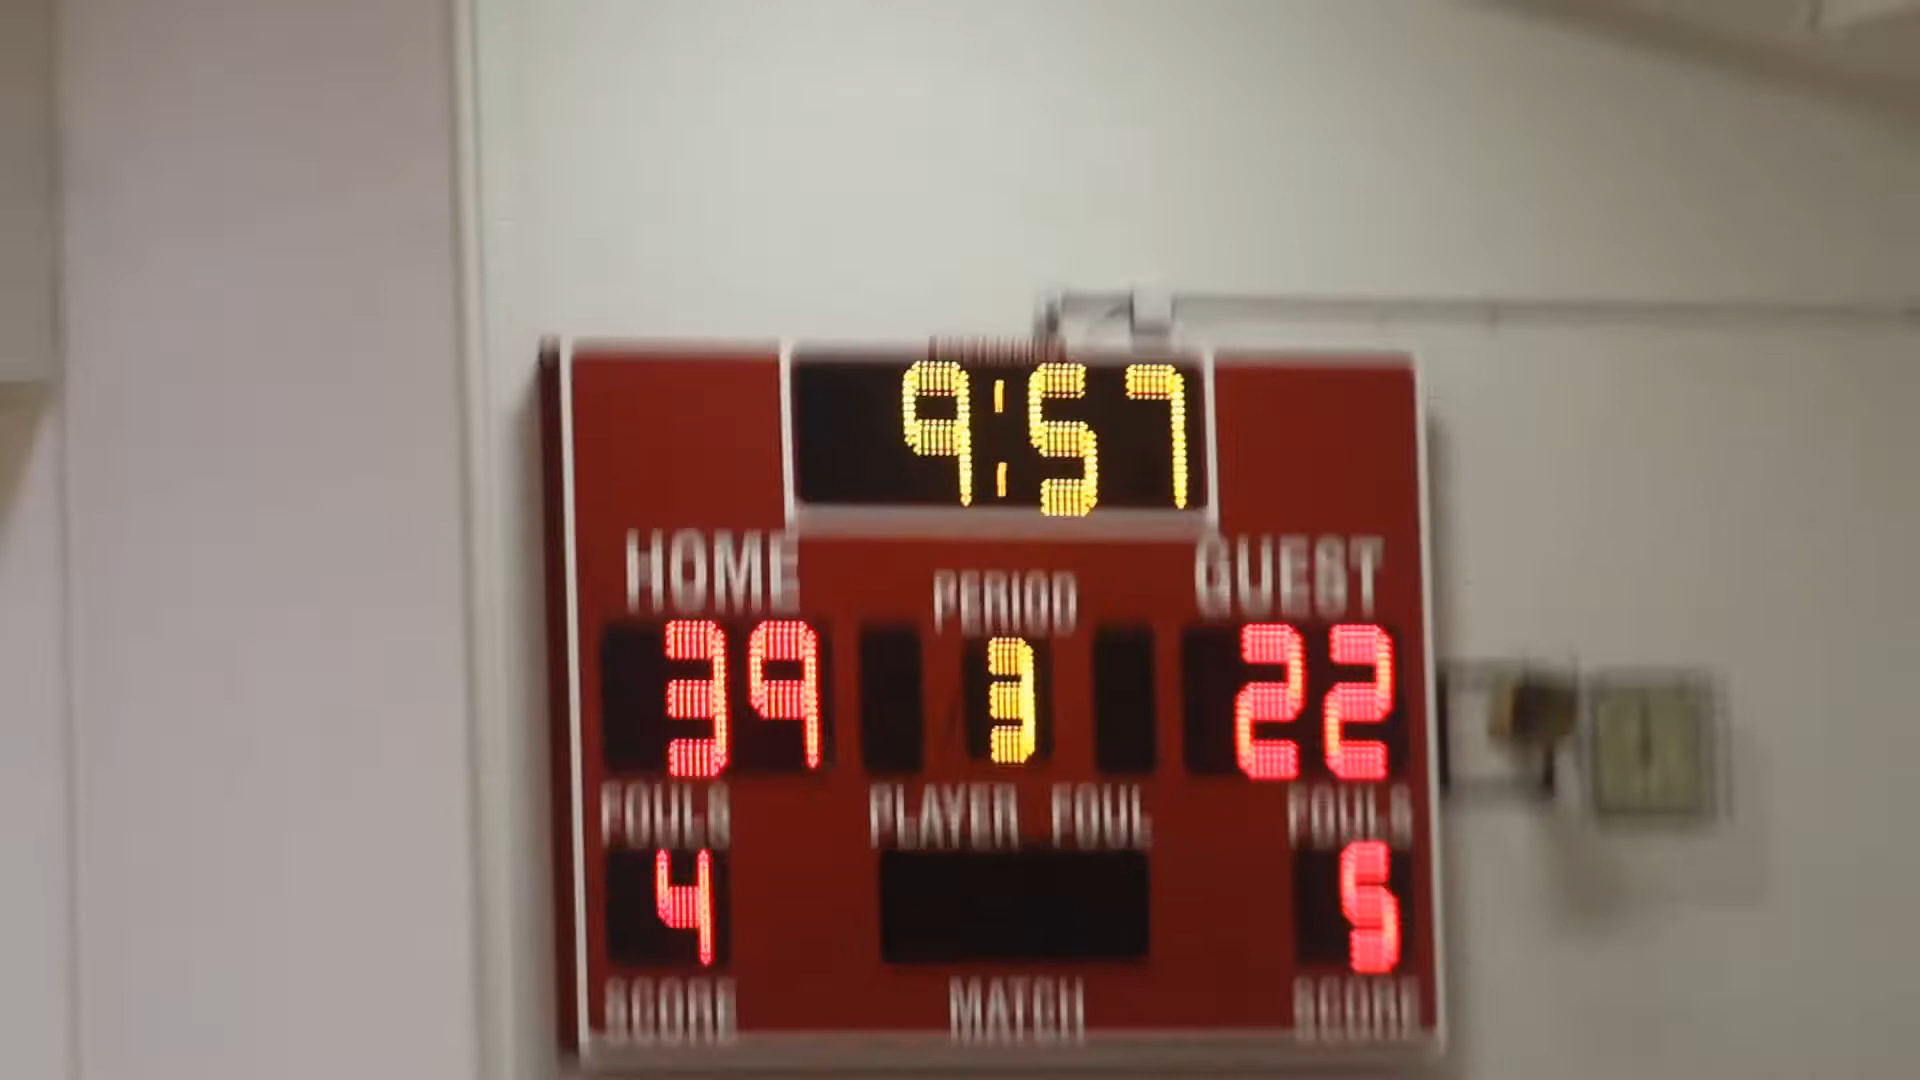 9:57
HOME PERIOD GUEST
39 3 22
FOULS PLAYER FOUL FOULS
4 5
SCORE MATCH SCORE